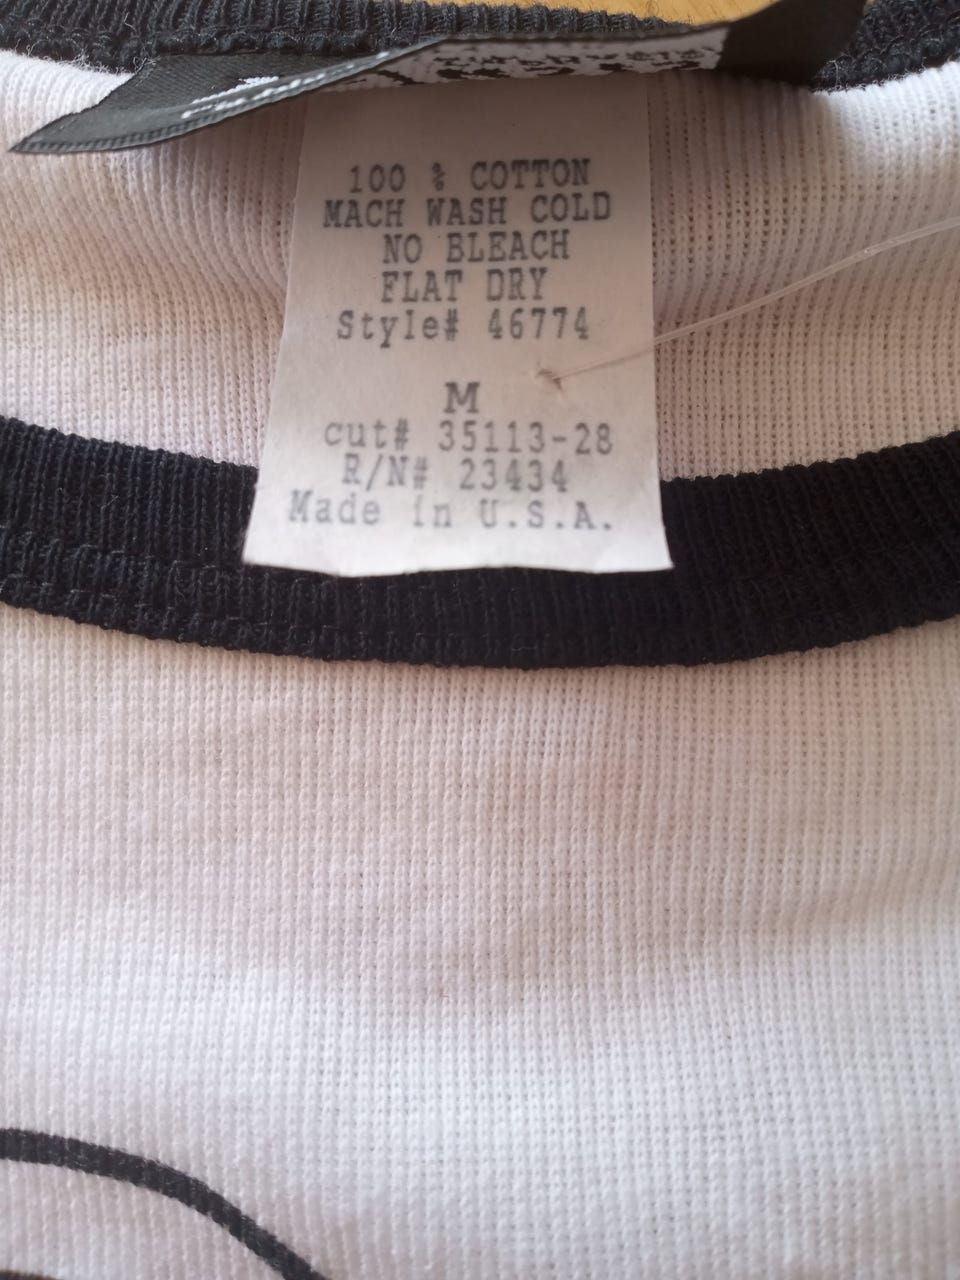 100 % COTTON
MACH WASH COLD
NO BLEACH
FLAT DRY
Style# 46774
M
cut# 35113-28
R/N# 23434
Made in U.S.A.